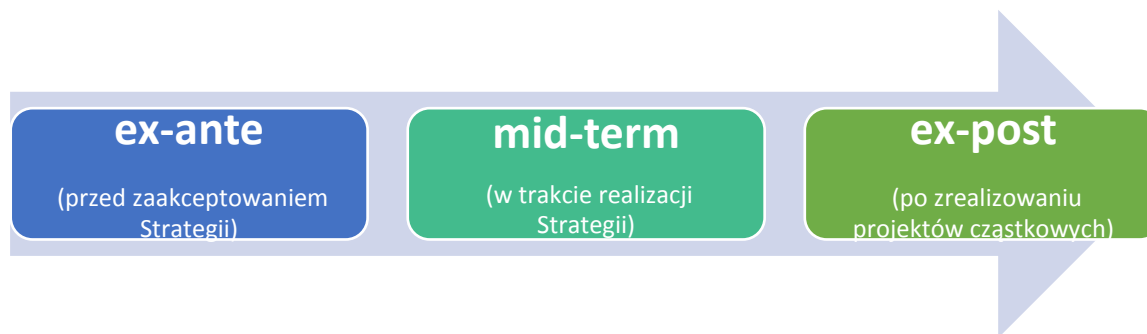 ex-ante
(przed zaakceptowaniem
Strategii)
mid-term
(w trakcie realizacji
Strategii)
ex-post
(po zrealizowaniu
projektów cząstkowych)